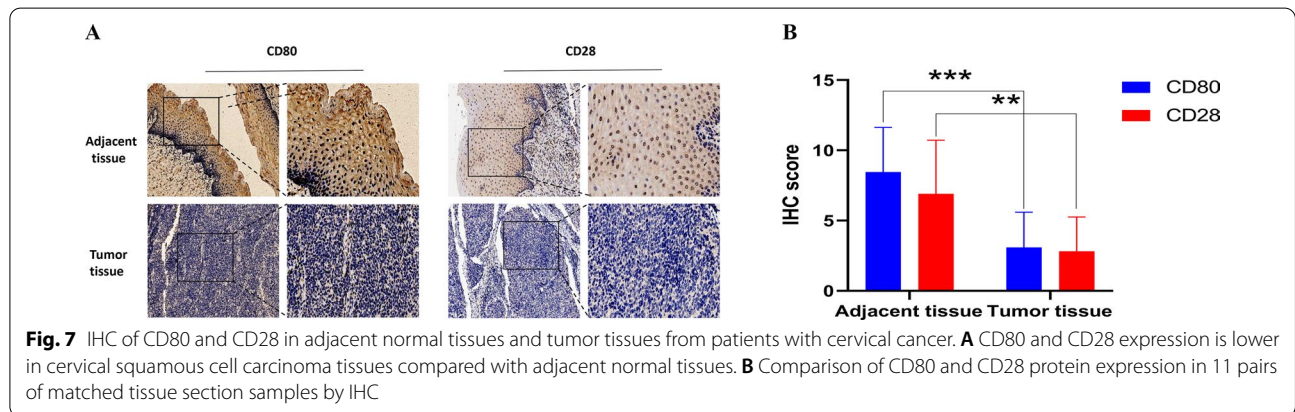 A
CD80
CD28
Adjacent
tissue
Tumor
tissue
B
IHC score
15
10
5
0
***
**
CD80
CD28
Adjacent tissue Tumor tissue
Fig. 7 IHC of CD80 and CD28 in adjacent normal tissues and tumor tissues from patients with cervical cancer. A CD80 and CD28 expression is lower
in cervical squamous cell carcinoma tissues compared with adjacent normal tissues. B Comparison of CD80 and CD28 protein expression in 11 pairs
of matched tissue section samples by IHC